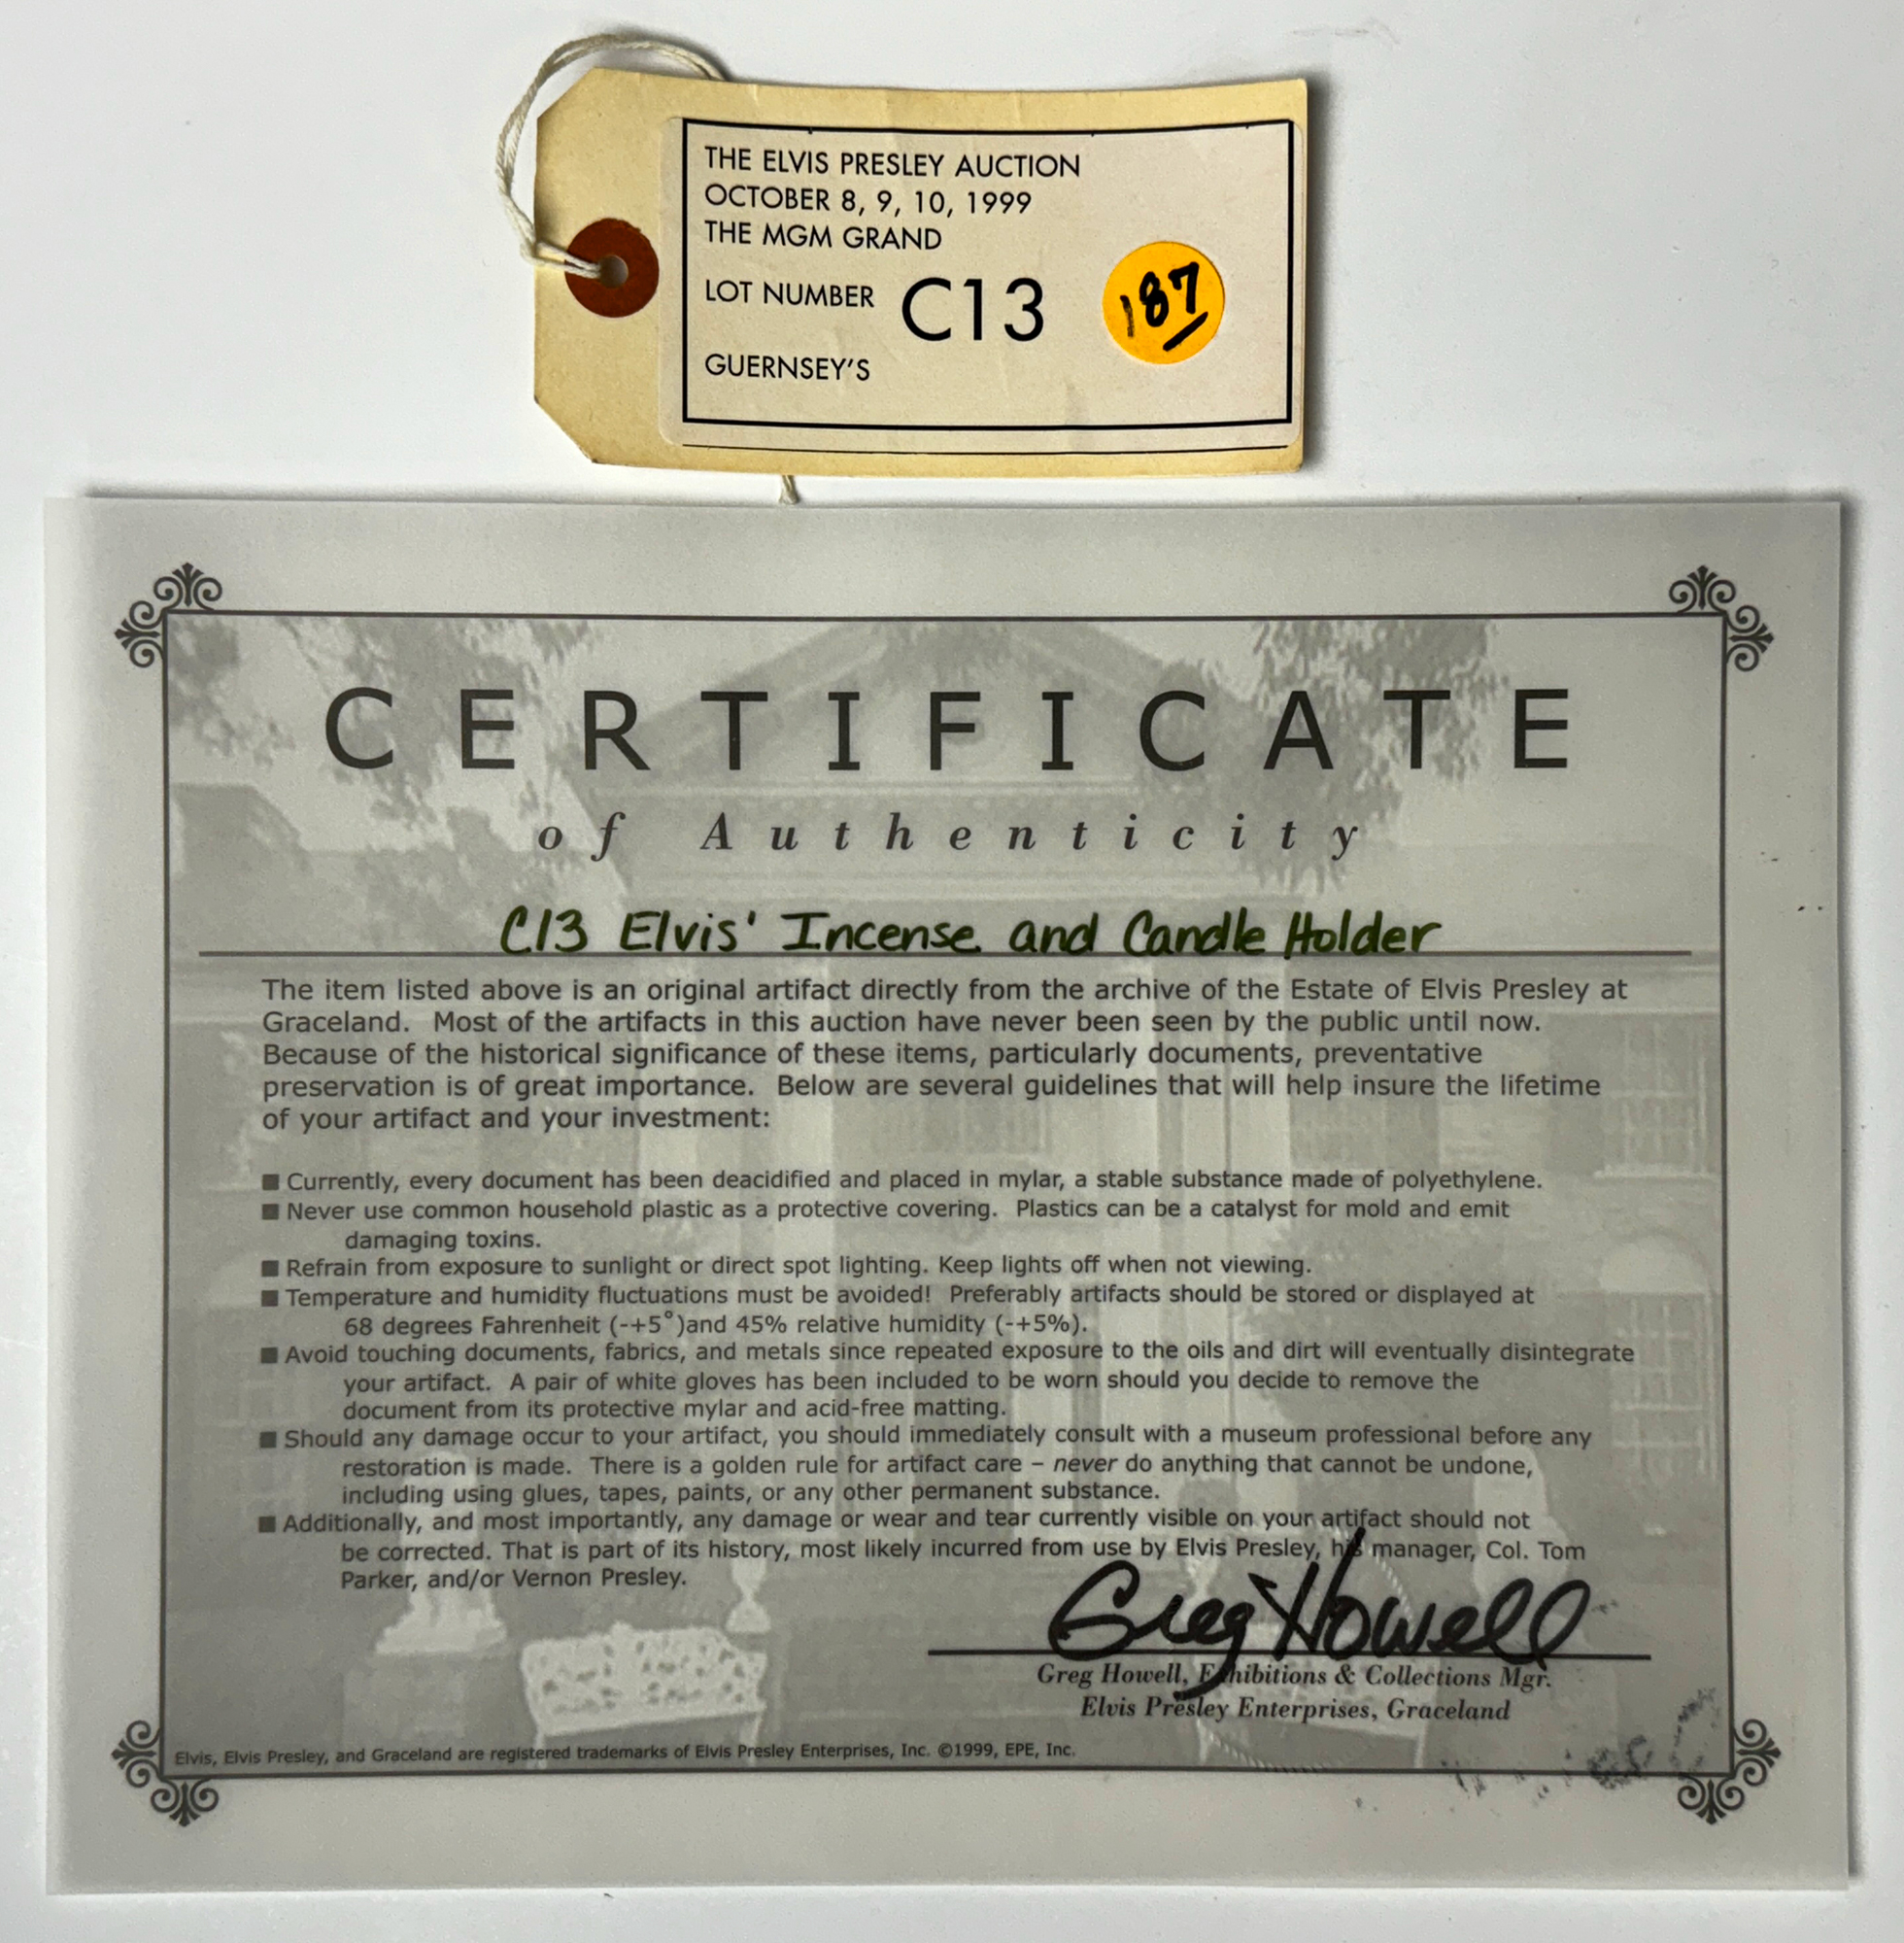 THE ELVIS PRESLEY AUCTION
OCTOBER 8, 9, 10, 1999
THE MGM GRAND
LOT NUMBER C13
187
GUERNSEY'S
CERTIFICATE
of Authenticity
C13 Elvis' Incense and Candle Holder
The item listed above is an original artifact directly from the archive of the Estate of Elvis Presley at
Graceland. Most of the artifacts in this auction have never been seen by the public until now.
Because of the historical significance of these items, particularly documents, preventative
preservation is of great importance. Below are several guidelines that will help insure the lifetime
of your artifact and your investment:
■ Currently, every document has been deacidified and placed in mylar, a stable substance made of polyethylene.
■ Never use common household plastic as a protective covering. Plastics can be a catalyst for mold and emit
damaging toxins.
■ Refrain from exposure to sunlight or direct spot lighting. Keep lights off when not viewing.
■ Temperature and humidity fluctuations must be avoided! Preferably artifacts should be stored or displayed at
68 degrees Fahrenheit (-+5°)and 45% relative humidity (-+5%).
■ Avoid touching documents, fabrics, and metals since repeated exposure to the oils and dirt will eventually disintegrate
your artifact. A pair of white gloves has been included to be worn should you decide to remove the
document from its protective mylar and acid-free matting.
■ Should any damage occur to your artifact, you should immediately consult with a museum professional before any
restoration is made. There is a golden rule for artifact care – never do anything that cannot be undone,
including using glues, tapes, paints, or any other permanent substance.
■ Additionally, and most importantly, any damage or wear and tear currently visible on your artifact should not
be corrected. That is part of its history, most likely incurred from use by Elvis Presley, his manager, Col. Tom
Parker, and/or Vernon Presley.
Greg Howell
Greg Howell, Exhibitions & Collections Mgr.
Elvis Presley Enterprises, Graceland
Elvis, Elvis Presley, and Graceland are registered trademarks of Elvis Presley Enterprises, Inc. ©1999, EPE, Inc.